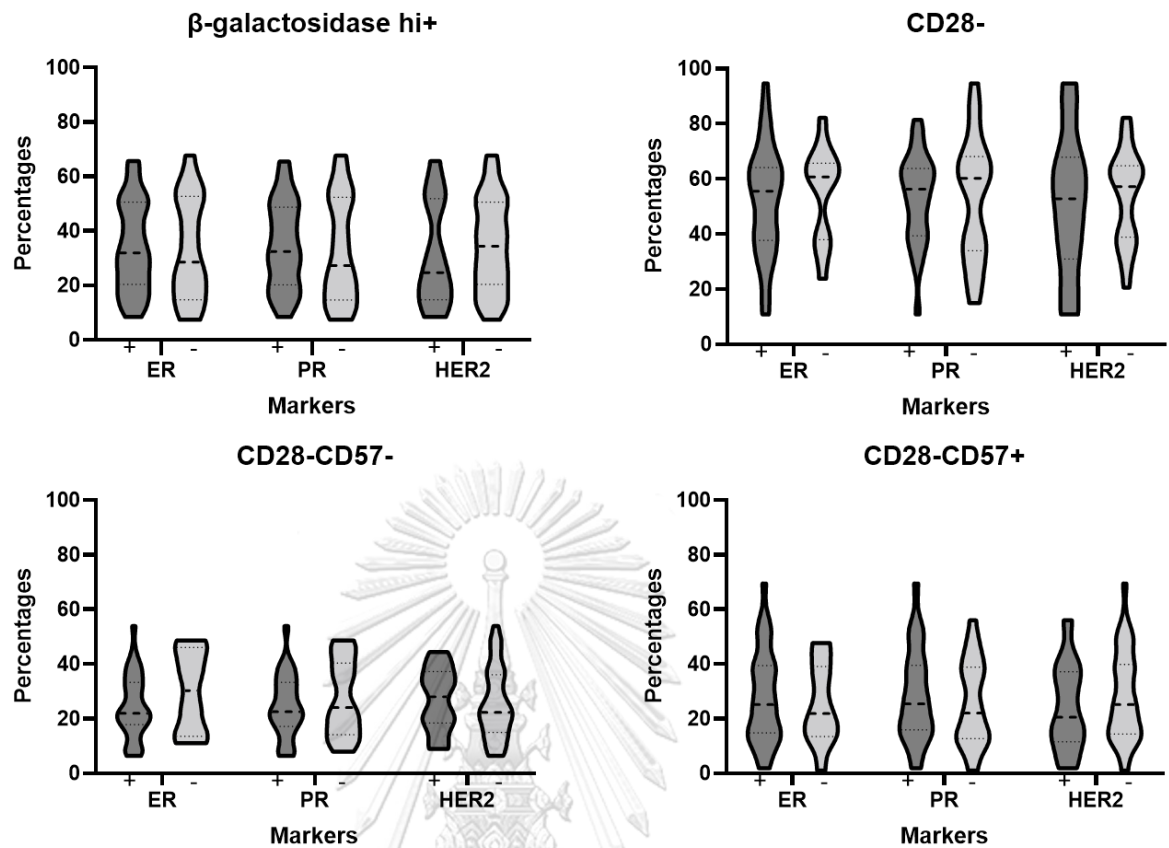 β-galactosidase hi+
Percentages
100
80
60
40
20
0
+ - + - + -
ER PR HER2
Markers
CD28-
Percentages
100
80
60
40
20
0
+ - + - + -
ER PR HER2
Markers
CD28-CD57-
Percentages
100
80
60
40
20
0
+ - + - + -
ER PR HER2
Markers
CD28-CD57+
Percentages
100
80
60
40
20
0
+ - + - + -
ER PR HER2
Markers